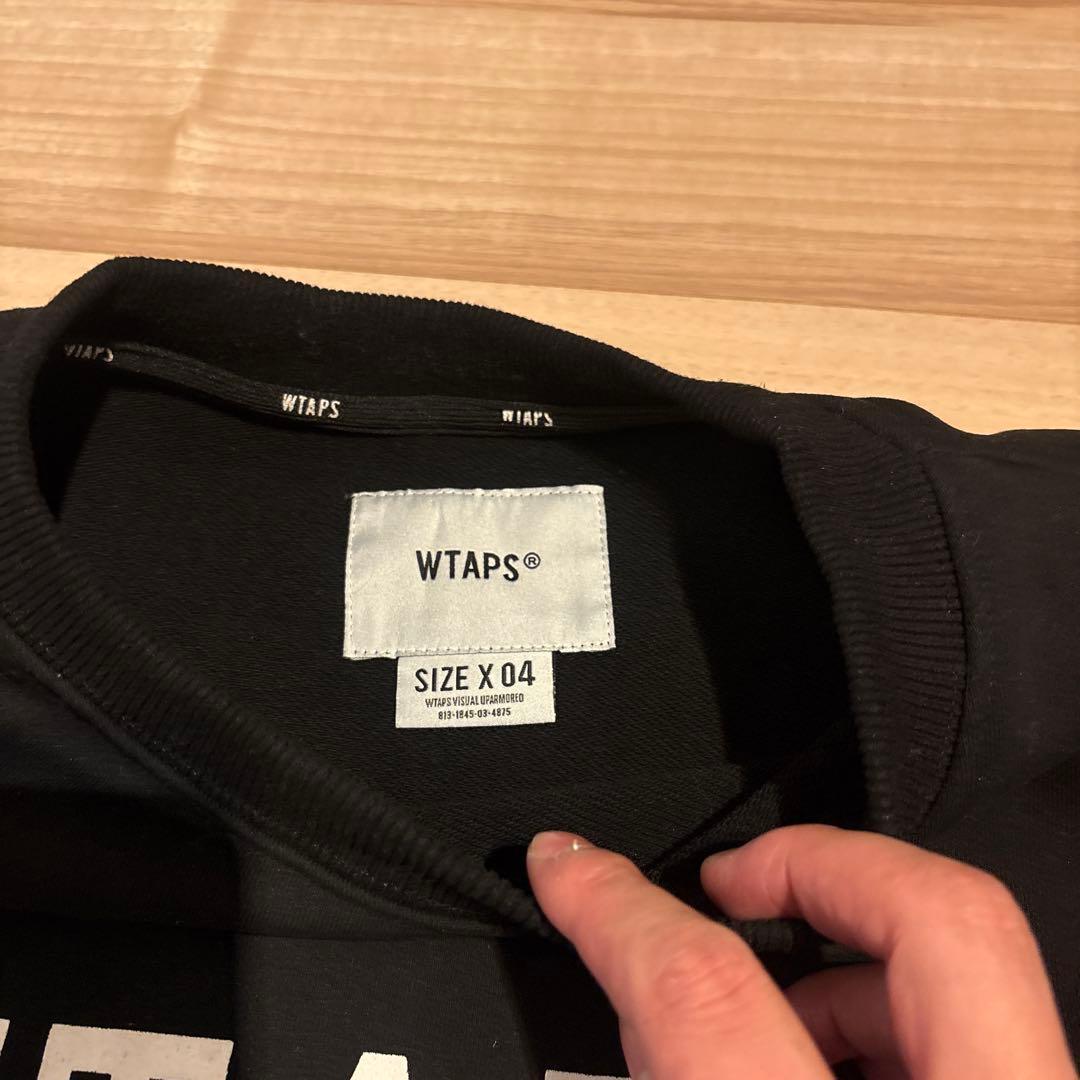 WTAPS WTAPS WTAPS
WTAPS®
SIZE X 04
WTAPS VISUAL UPARMORED
813-1845-03-4875